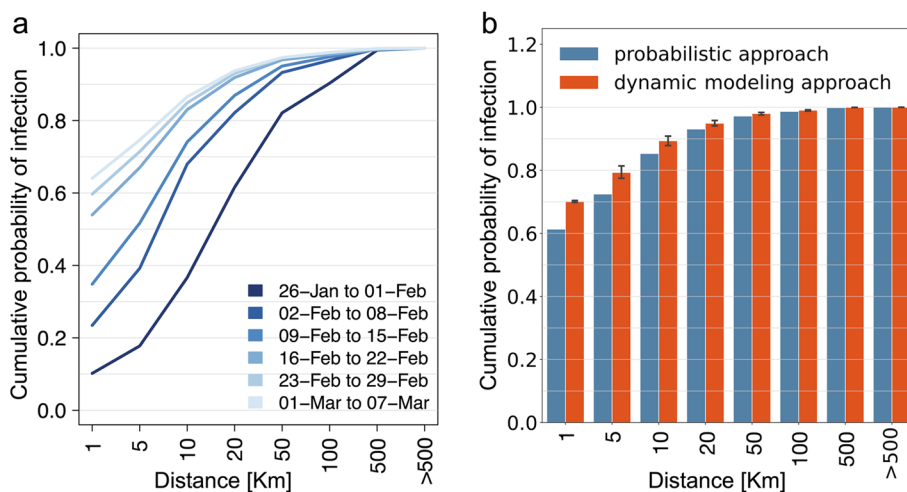 a
Cumulative probability of infection
1.0
0.8
0.6
0.4
0.2
0.0
26–Jan to 01–Feb
02–Feb to 08–Feb
09–Feb to 15–Feb
16–Feb to 22–Feb
23–Feb to 29–Feb
01–Mar to 07–Mar
1 5 10 20 50 100 500 >500
Distance [Km]
b
Cumulative probability of infection
1.2
1.0
0.8
0.6
0.4
0.2
0.0
probabilistic approach
dynamic modeling approach
1 5 10 20 50 100 500 >500
Distance [Km]